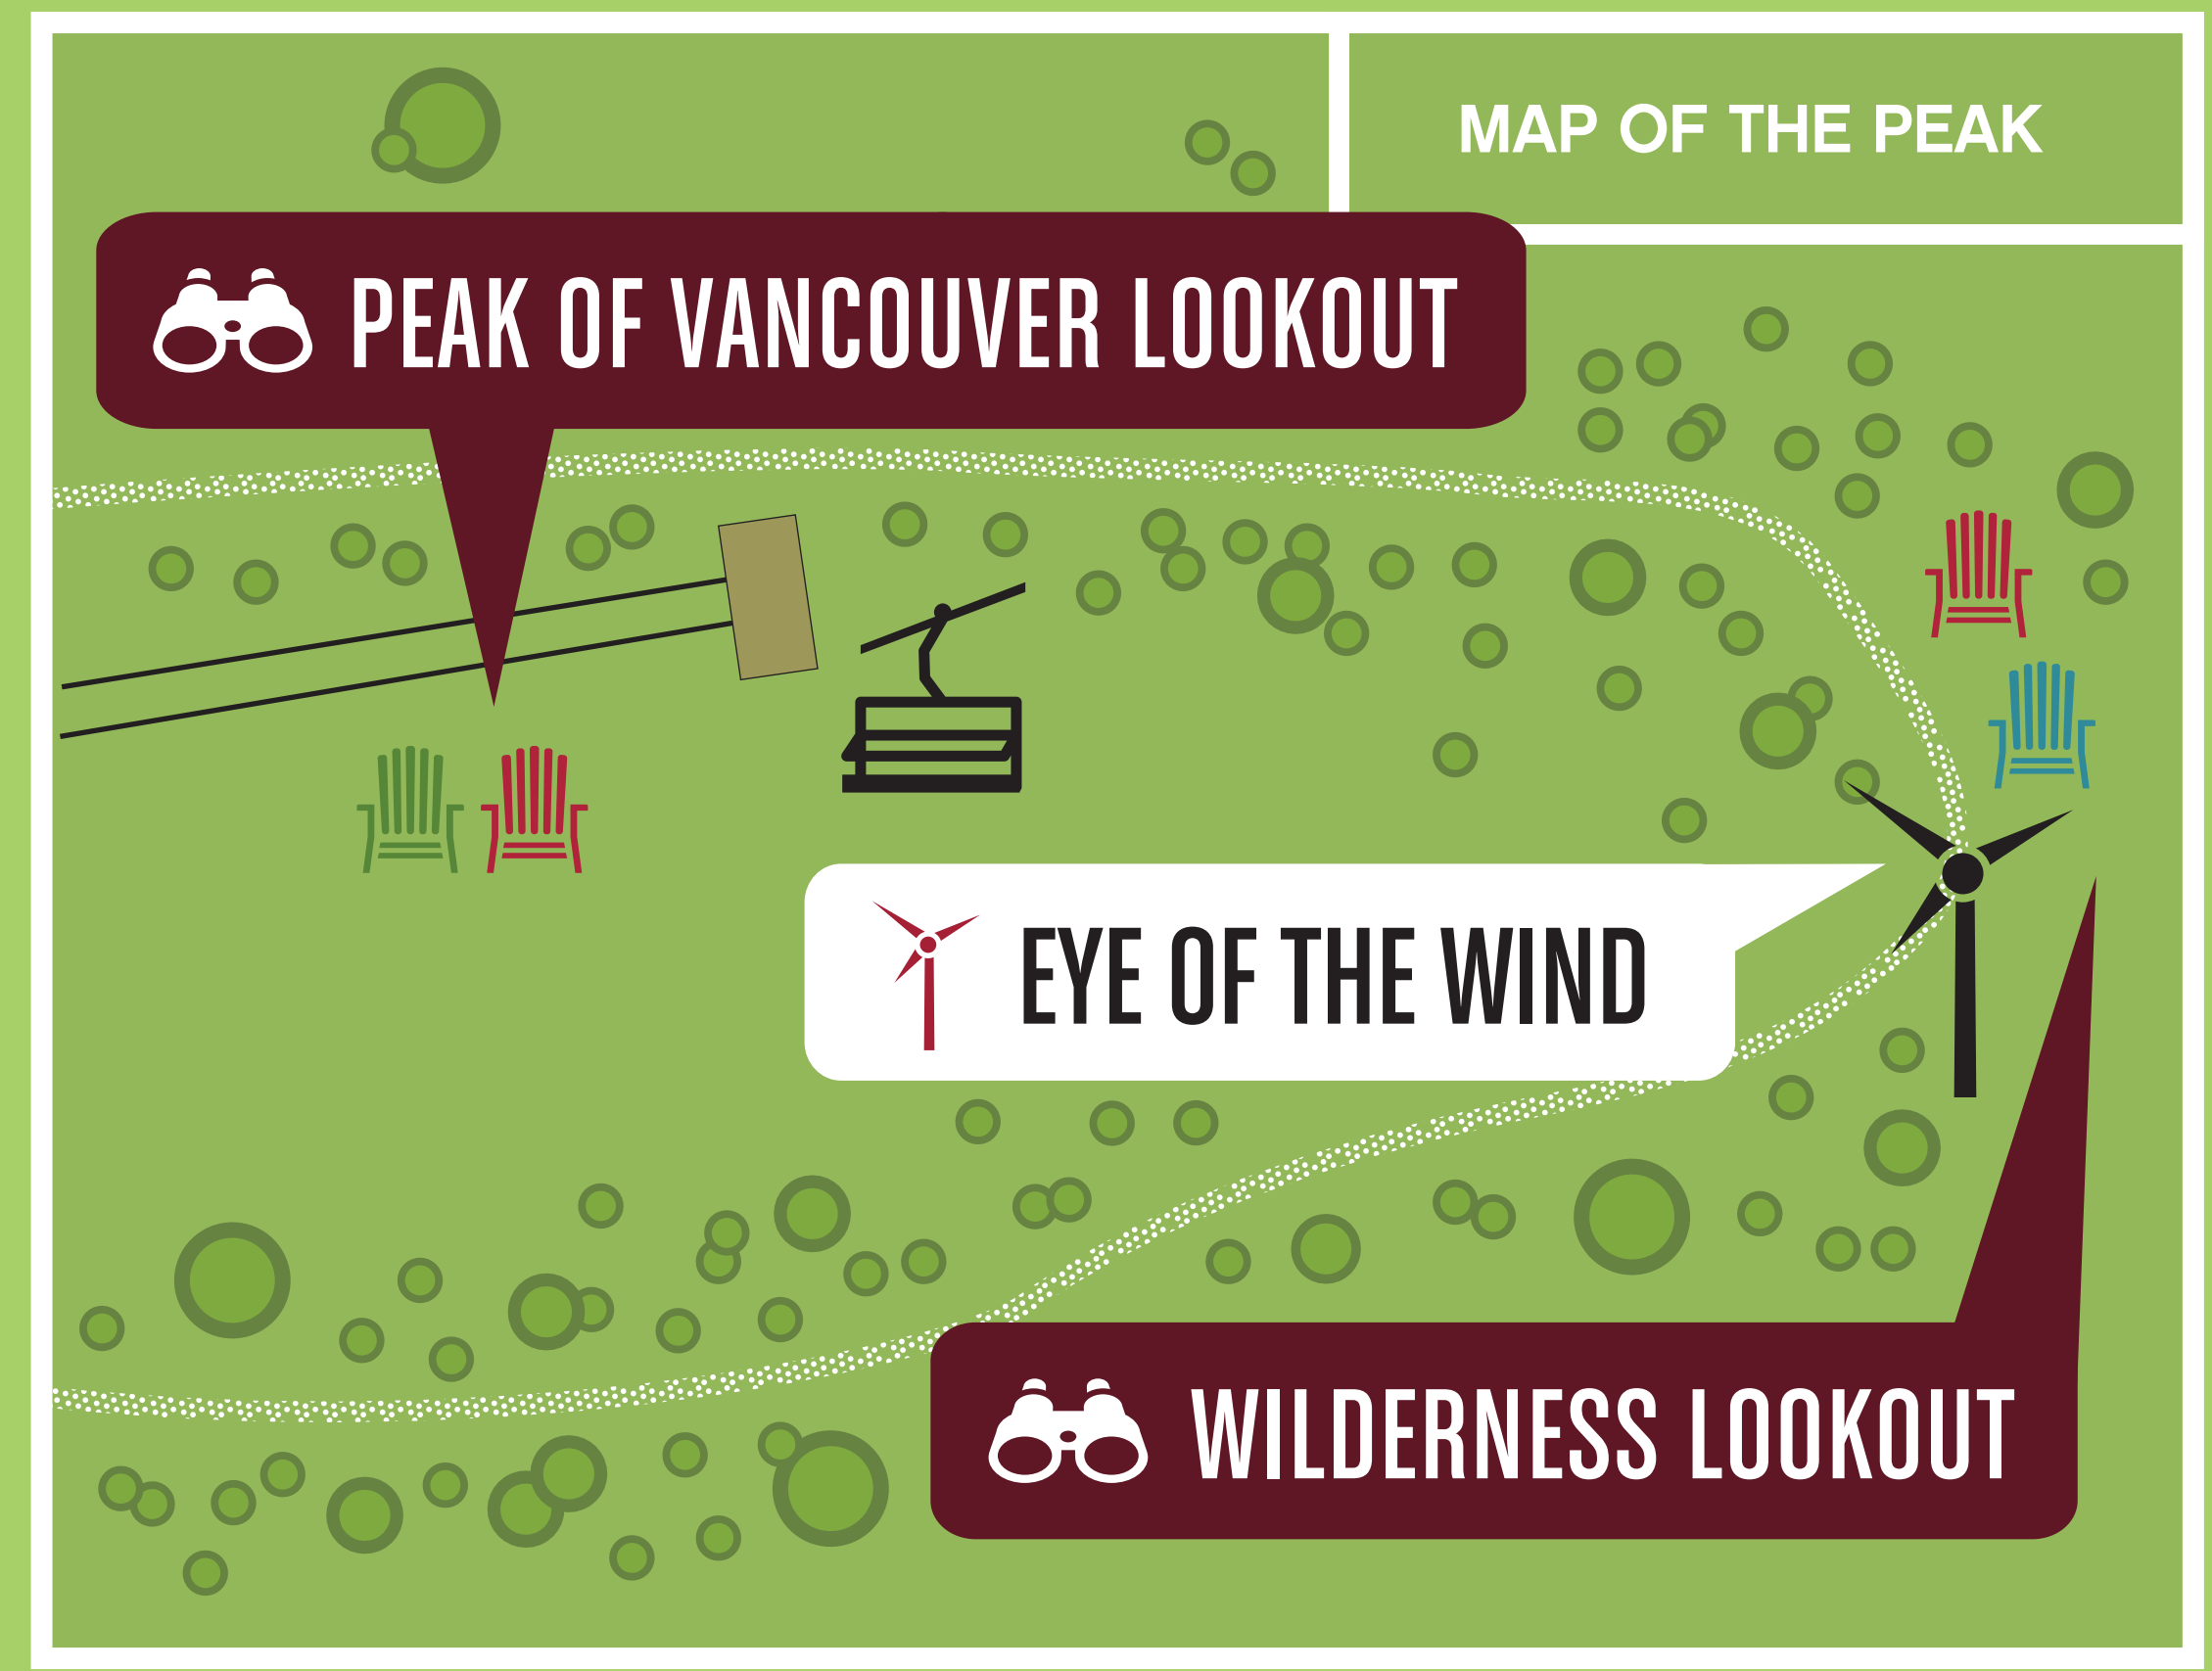 MAP OF THE PEAK
PEAK OF VANCOUVER LOOKOUT
EYE OF THE WIND
WILDERNESS LOOKOUT